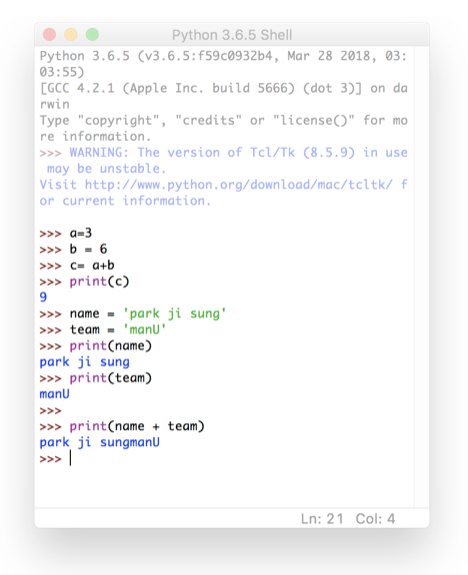 Python 3.6.5 Shell
Python 3.6.5 (v3.6.5:f59c0932b4, Mar 28 2018, 03:
03:55)
[GCC 4.2.1 (Apple Inc. build 5666) (dot 3)] on da
rwin
Type "copyright", "credits" or "license()" for mo
re information.
>>> WARNING: The version of Tcl/Tk (8.5.9) in use
 may be unstable.
Visit http://www.python.org/download/mac/tcltk/ f
or current information.
>>> a=3
>>> b = 6
>>> c= a+b
>>> print(c)
9
>>> name = 'park ji sung'
>>> team = 'manU'
>>> print(name)
park ji sung
>>> print(team)
manU
>>>
>>> print(name + team)
park ji sungmanU
>>>
Ln: 21 Col: 4